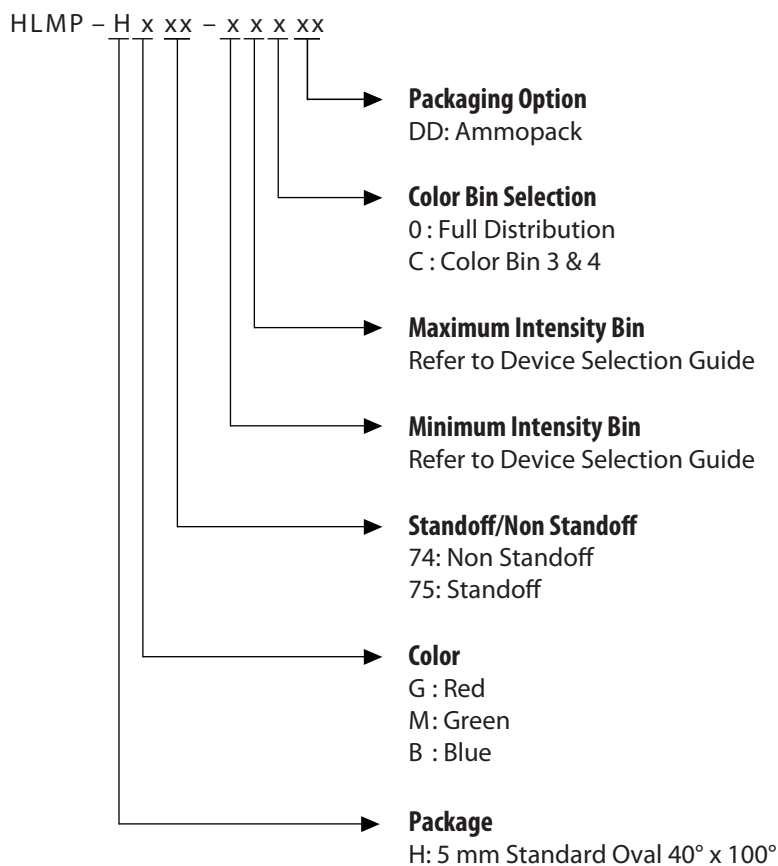 HLMP – H x xx – x x x xx
Packaging Option
DD: Ammopack
Color Bin Selection
0 : Full Distribution
C : Color Bin 3 & 4
Maximum Intensity Bin
Refer to Device Selection Guide
Minimum Intensity Bin
Refer to Device Selection Guide
Standoff/Non Standoff
74: Non Standoff
75: Standoff
Color
G : Red
M: Green
B : Blue
Package
H: 5 mm Standard Oval 40° x 100°